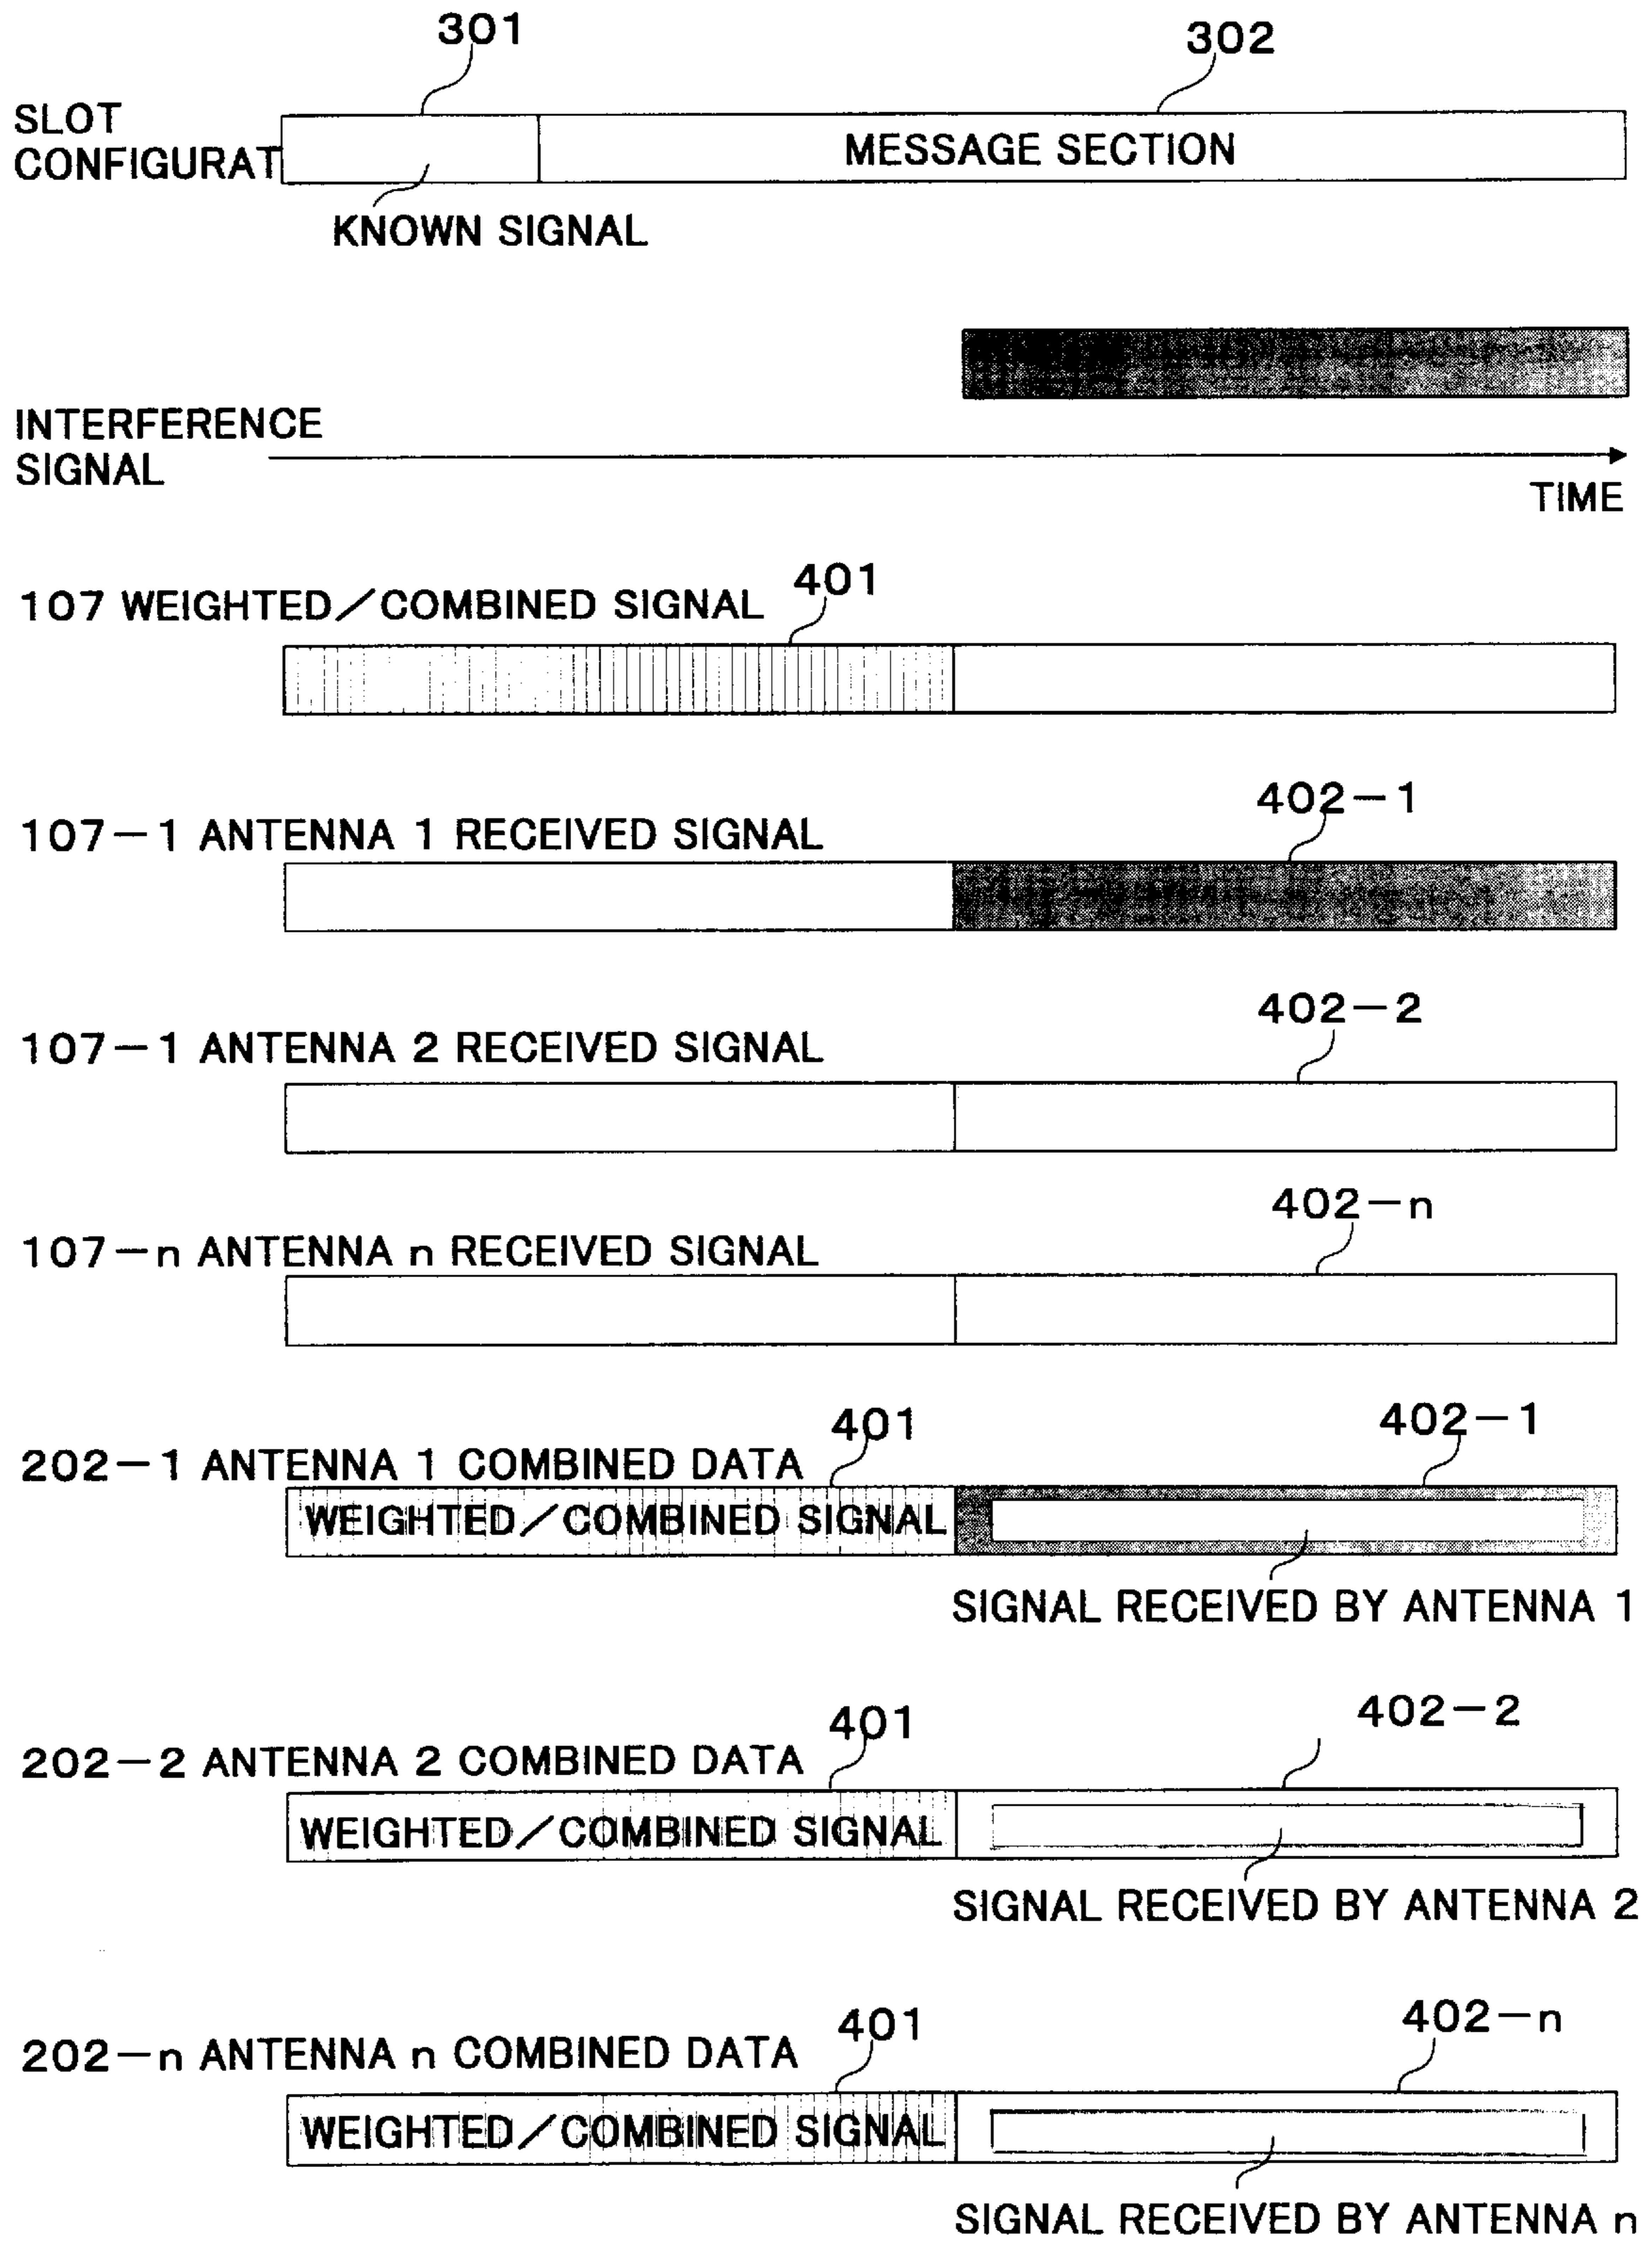 301
302
SLOT
CONFIGURAT
MESSAGE SECTION
KNOWN SIGNAL
INTERFERENCE
SIGNAL
TIME
107 WEIGHTED/COMBINED SIGNAL
401
402-1
107-1 ANTENNA 1 RECEIVED SIGNAL
402-2
107-1 ANTENNA 2 RECEIVED SIGNAL
402-n
107-n ANTENNA n RECEIVED SIGNAL
401
402-1
202-1 ANTENNA 1 COMBINED DATA
WEIGHTED/COMBINED SIGNAL
SIGNAL RECEIVED BY ANTENNA 1
401
402-2
202-2 ANTENNA 2 COMBINED DATA
WEIGHTED/COMBINED SIGNAL
SIGNAL RECEIVED BY ANTENNA 2
401
402-n
202-n ANTENNA n COMBINED DATA
WEIGHTED/COMBINED SIGNAL
SIGNAL RECEIVED BY ANTENNA n